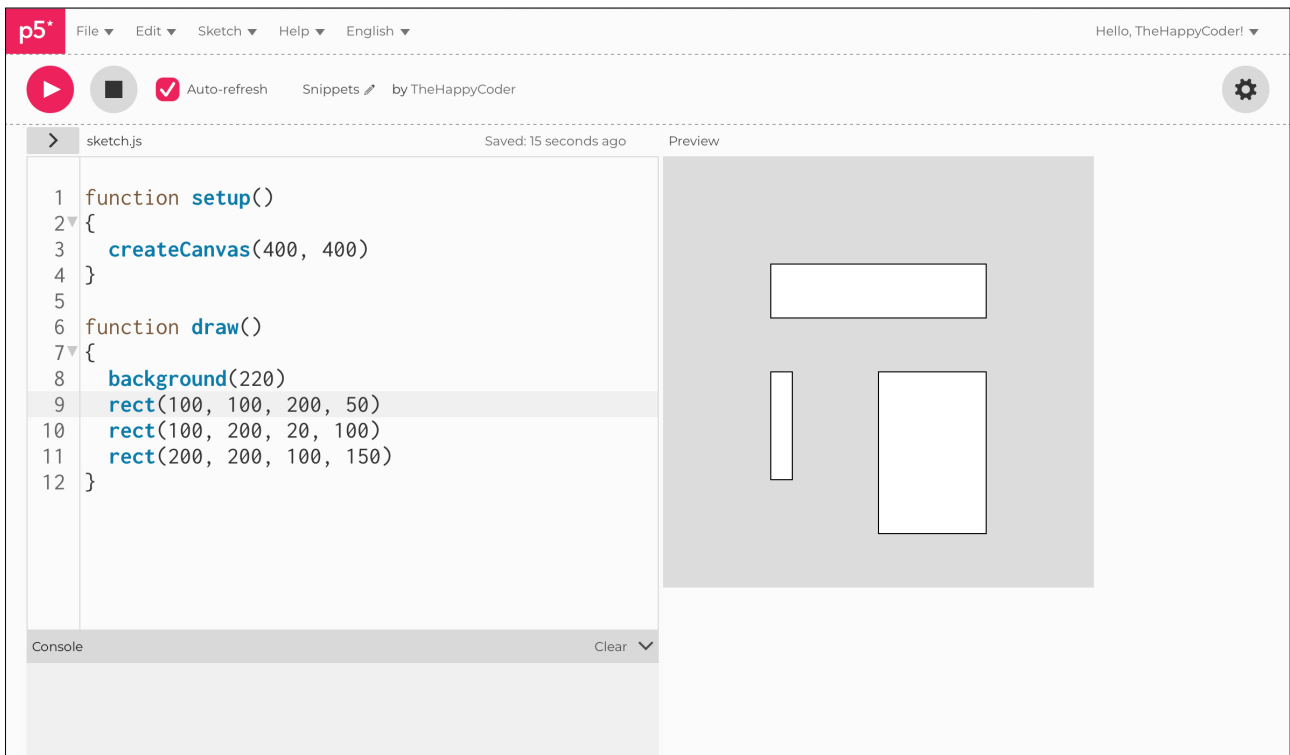 p5* File Edit Sketch Help English Hello, TheHappyCoder!
Auto-refresh Snippets by TheHappyCoder
sketch.js Saved: 15 seconds ago Preview
1 function setup()
2 {
3   createCanvas(400, 400)
4 }
5
6 function draw()
7 {
8   background(220)
9   rect(100, 100, 200, 50)
10   rect(100, 200, 20, 100)
11   rect(200, 200, 100, 150)
12 }
Console Clear